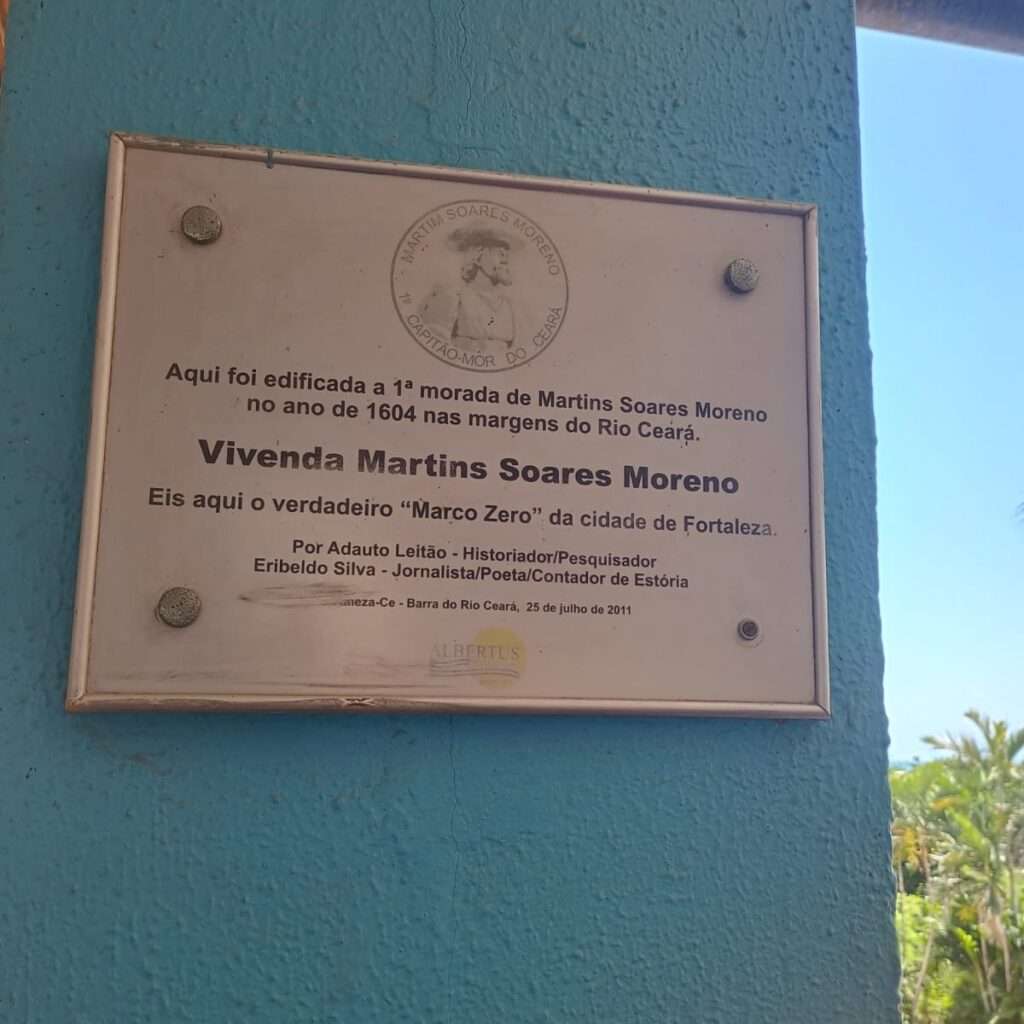 MARTIM SOARES MORENO
1º CAPITÃO-MÓR DO CEARÁ
Aqui foi edificada a 1ª morada de Martins Soares Moreno
no ano de 1604 nas margens do Rio Ceará.
Vivenda Martins Soares Moreno
Eis aqui o verdadeiro “Marco Zero” da cidade de Fortaleza.
Por Adauto Leitão - Historiador/Pesquisador
Eribeldo Silva - Jornalista/Poeta/Contador de Estória
-Ce - Barra do Rio Ceará, 25 de julho de 2011
ALBERTUS